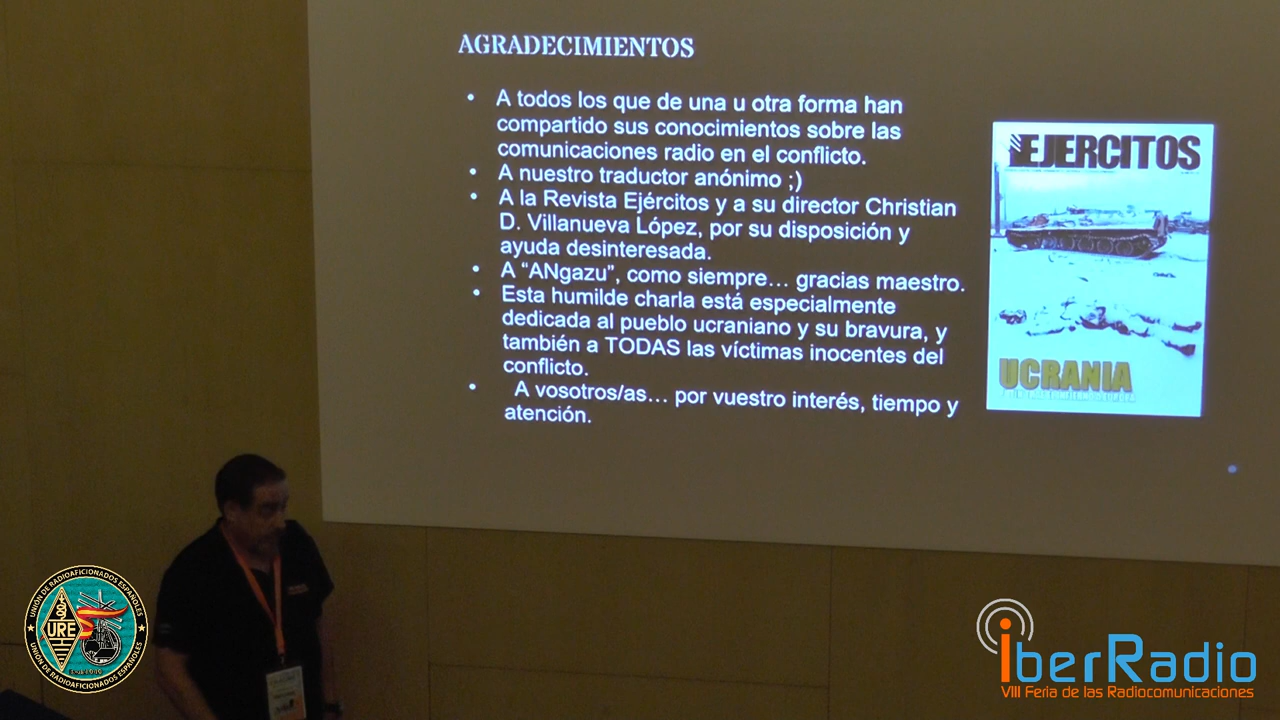 AGRADECIMIENTOS
• A todos los que de una u otra forma han
compartido sus conocimientos sobre las
comunicaciones radio en el conflicto.
• A nuestro traductor anónimo ;)
• A la Revista Ejércitos y a su director Christian
D. Villanueva López, por su disposición y
ayuda desinteresada.
• A “ANgazu”, como siempre… gracias maestro.
• Esta humilde charla está especialmente
dedicada al pueblo ucraniano y su bravura, y
también a TODAS las víctimas inocentes del
conflicto.
• A vosotros/as… por vuestro interés, tiempo y
atención.
EJERCITOS
UCRANIA
UNIÓN DE RADIOAFICIONADOS ESPAÑOLES
URE
UNIÓN DE RADIOAFICIONADOS ESPAÑOLES
iberRadio
VIII Feria de las Radiocomunicaciones